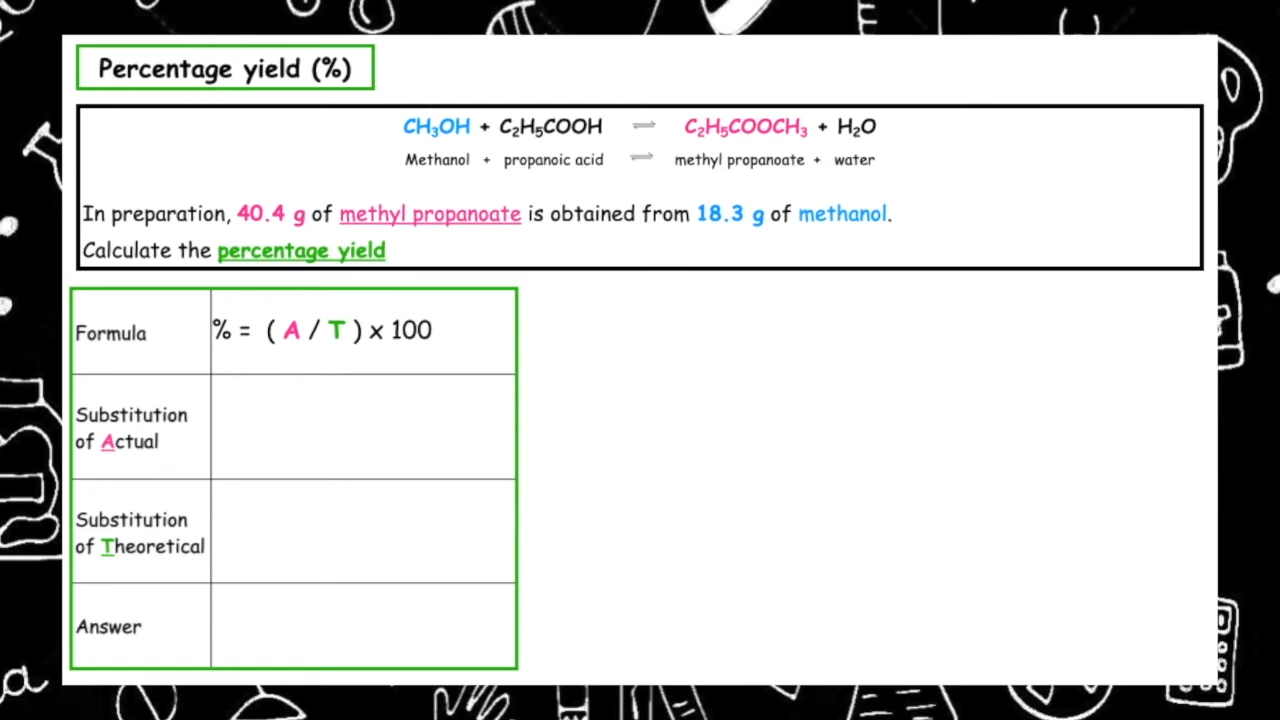 Percentage yield (%)
CH₃OH + C₂H₅COOH ⇌ C₂H₅COOCH₃ + H₂O
Methanol + propanoic acid ⇌ methyl propanoate + water
In preparation, 40.4 g of methyl propanoate is obtained from 18.3 g of methanol.
Calculate the percentage yield
Formula
% = ( A / T ) x 100
Substitution
of Actual
Substitution
of Theoretical
Answer